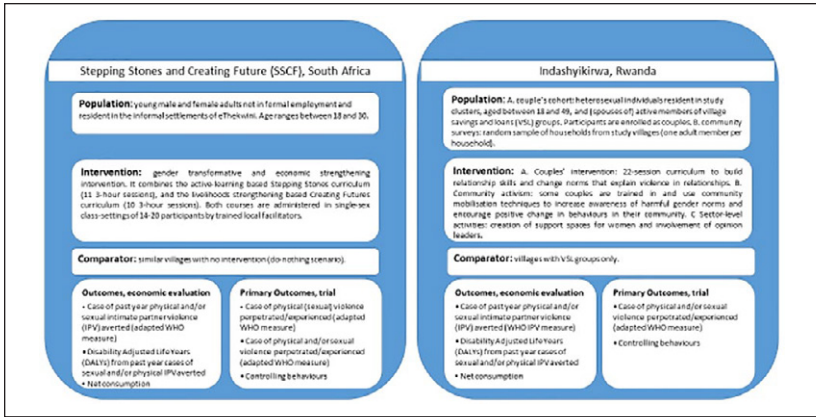 Stepping Stones and Creating Future (SSCF), South Africa
Population: young male and female adults not in formal employment and
resident in the informal settlements of eThekwini. Age ranges between 18 and 30.
Intervention: gender transformative and economic strengthening
intervention. It combines the active-learning based Stepping Stones curriculum
(11 3-hour sessions), and the livelihoods strengthening based Creating Futures
curriculum (10 3-hour sessions). Both courses are administered in single-sex
class-settings of 14-20 participants by trained local facilitators.
Comparator: similar villages with no intervention (do-nothing scenario).
Outcomes, economic evaluation
- Case of past year physical and/or
sexual intimate partner violence
(IPV) averted (adapted WHO
measure)
• Disability Adjusted Life Years
(DALYs) from past year cases of
sexual and/or physical IPV averted
• Net consumption
Primary Outcomes, trial
- Case of physical (sexual) violence
perpetrated/experienced (adapted
WHO measure)
• Case of physical and/or sexual
violence perpetrated/experienced
(adapted WHO measure)
• Controlling behaviours
Indashyikirwa, Rwanda
Population: A. couple's cohort: heterosexual individuals resident in study
clusters, aged between 18 and 49, and (spouses of) active members of village
savings and loans (VSL) groups. Participants are enrolled as couples. B. community
surveys: random sample of households from study villages (one adult member per
household).
Intervention: A. Couples' intervention: 22-session curriculum to build
relationship skills and change norms that explain violence in relationships. B.
Community activism: some couples are trained in and use community
mobilisation techniques to increase awareness of harmful gender norms and
encourage positive change in behaviours in their community. C Sector-level
activities: creation of support spaces for women and involvement of opinion
leaders.
Comparator: villages with VSL groups only.
Outcomes, economic evaluation
• Case of past year physical and/or
sexual intimate partner violence
(IPV) averted (WHO IPV measure)
• Disability Adjusted Life Years
(DALYs) from past year cases of
sexual and/or physical IPV averted
• Net consumption
Primary Outcomes, trial
• Case of physical and/or sexual
violence perpetrated/experienced
(adapted WHO measure)
• Controlling behaviours